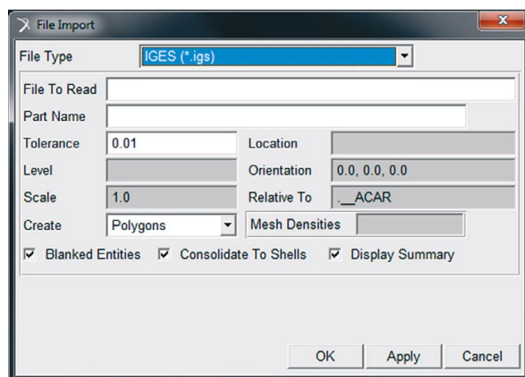 File Import
File Type IGES (*.igs)
File To Read
Part Name
Tolerance 0.01 Location
Level Orientation 0.0, 0.0, 0.0
Scale 1.0 Relative To .__ACAR
Create Polygons Mesh Densities
Blanked Entities Consolidate To Shells Display Summary
OK Apply Cancel